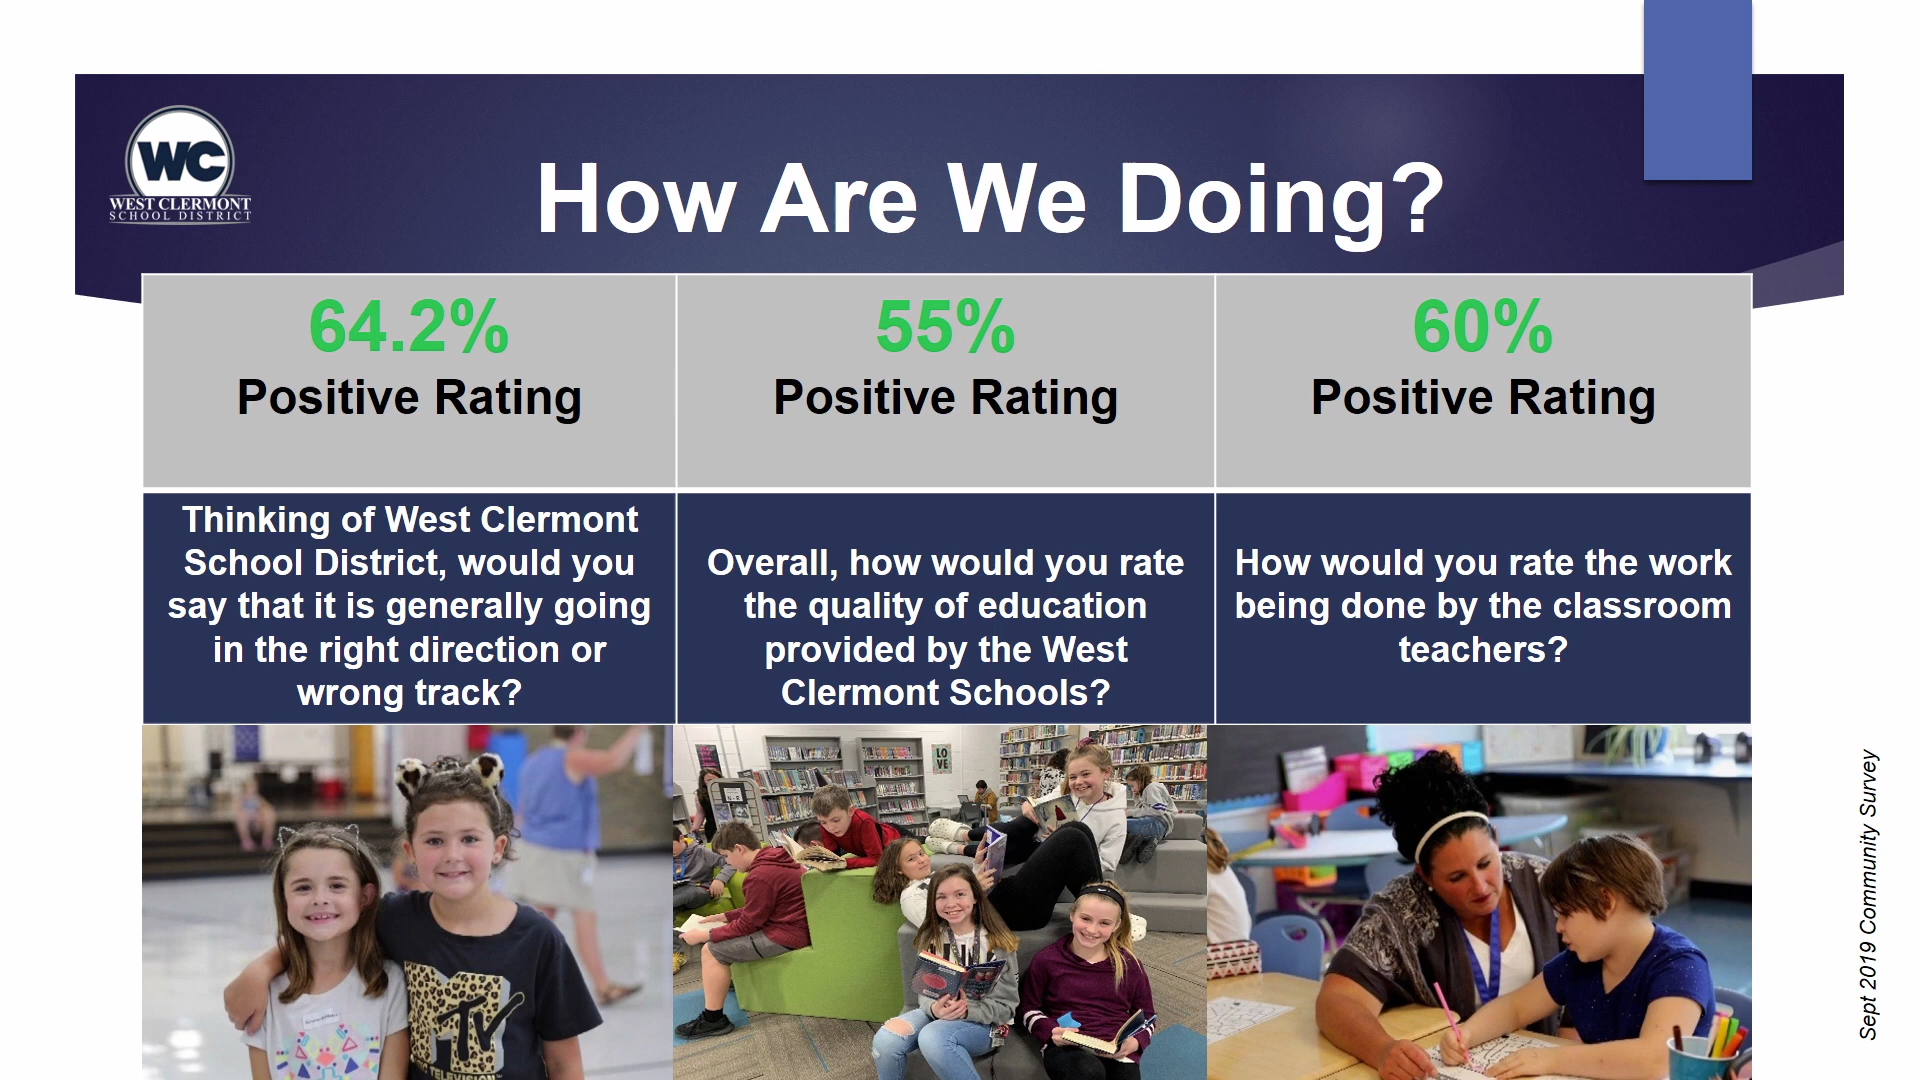 WC
WEST CLERMONT
SCHOOL DISTRICT
How Are We Doing?
64.2%
Positive Rating
55%
Positive Rating
60%
Positive Rating
Thinking of West Clermont
School District, would you
say that it is generally going
in the right direction or
wrong track?
Overall, how would you rate
the quality of education
provided by the West
Clermont Schools?
How would you rate the work
being done by the classroom
teachers?
LO
VE
N - R
MTV
TELEVISION
Sept 2019 Community Survey